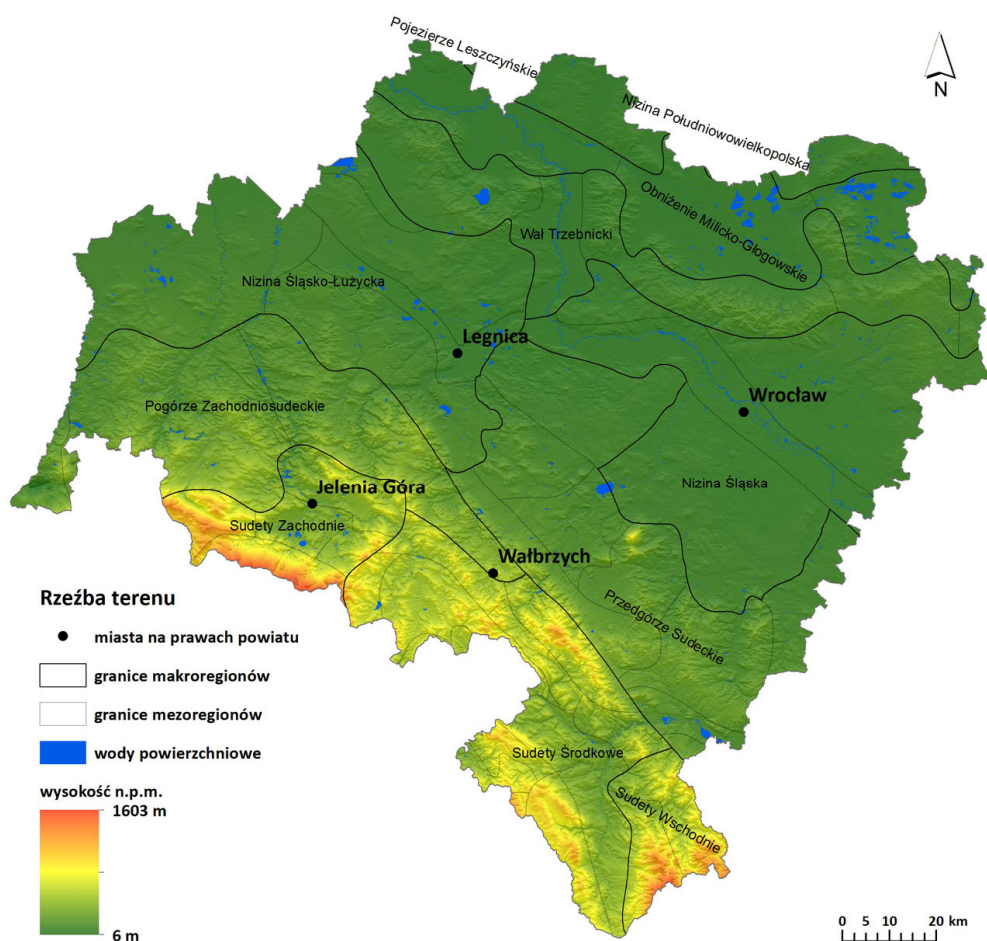 Pojezierze Leszczyńskie
N
Nizina Południowowielkopolska
Obniżenie Milicko-Głogowskie
Wał Trzebnicki
Nizina Śląsko-Łużycka
Legnica
Wrocław
Pogórze Zachodniosudeckie
Jelenia Góra
Nizina Śląska
Sudety Zachodnie
Wałbrzych
Przedgórze Sudeckie
Sudety Środkowe
Sudety Wschodnie
Rzeźba terenu
miasta na prawach powiatu
granice makroregionów
granice mezoregionów
wody powierzchniowe
wysokość n.p.m.
1603 m
6 m
0 5 10 20 km